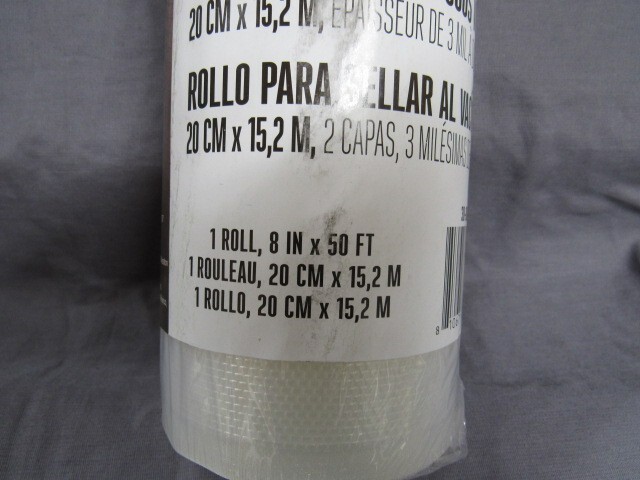 20 CM x 15,2 M, ÉPAISSEUR DE 3 MIL
ROLLO PARA SELLAR AL
20 CM x 15,2 M, 2 CAPAS, 3 MILÉSIMAS
1 ROLL, 8 IN x 50 FT
1 ROULEAU, 20 CM x 15,2 M
1 ROLLO, 20 CM x 15,2 M